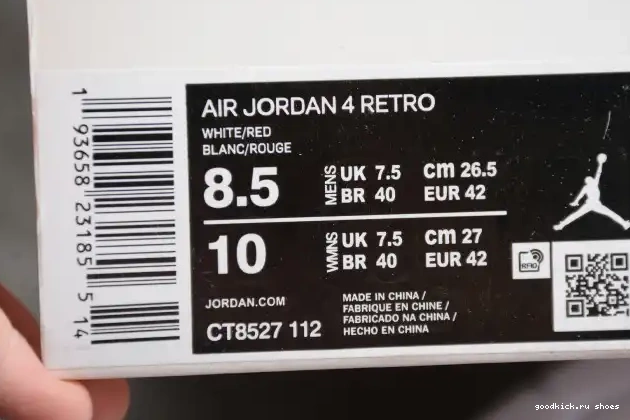 AIR JORDAN 4 RETRO
WHITE/RED
BLANC/ROUGE
8.5 MENS UK 7.5 cm 26.5
BR 40 EUR 42
10 WMNS UK 7.5 cm 27
BR 40 EUR 42
RFID
JORDAN.COM
CT8527 112
MADE IN CHINA /
FABRIQUE EN CHINE /
FABRICADO NA CHINA /
HECHO EN CHINA
1 93658 23185 5 14
goodkick.ru shoes